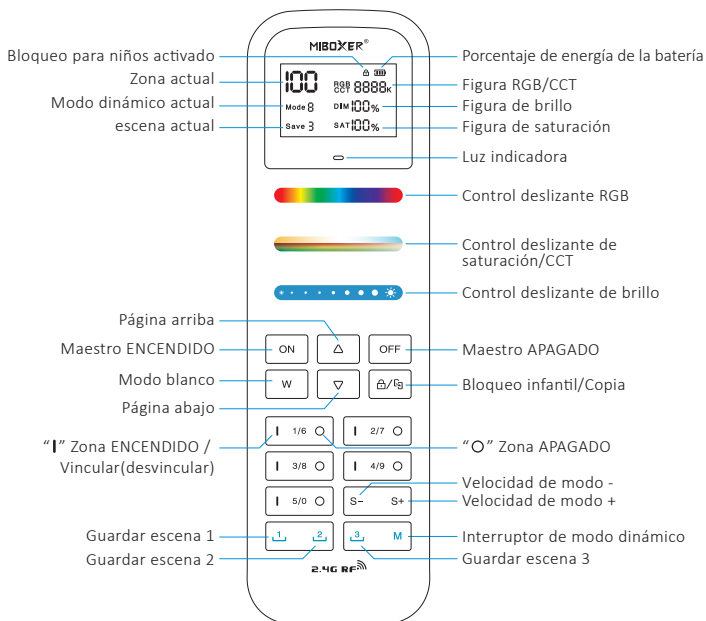 MIBOXER®
Bloqueo para niños activado
Zona actual
Modo dinámico actual
escena actual
100
RGB
CCT 8888K
Mode 8
DIM 100%
Save 3
SAT 100%
Porcentaje de energía de la batería
Figura RGB/CCT
Figura de brillo
Figura de saturación
Luz indicadora
Control deslizante RGB
Control deslizante de
saturación/CCT
Control deslizante de brillo
Página arriba
Maestro ENCENDIDO
Modo blanco
Página abajo
ON
OFF
W
Maestro APAGADO
Bloqueo infantil/Copia
"I" Zona ENCENDIDO /
Vincular(desvincular)
I 1/6 O
I 2/7 O
I 3/8 O
I 4/9 O
I 5/0 O
S- S+
"O" Zona APAGADO
Velocidad de modo -
Velocidad de modo +
Guardar escena 1
Guardar escena 2
1 2
3 M
Interruptor de modo dinámico
Guardar escena 3
2.4G RF